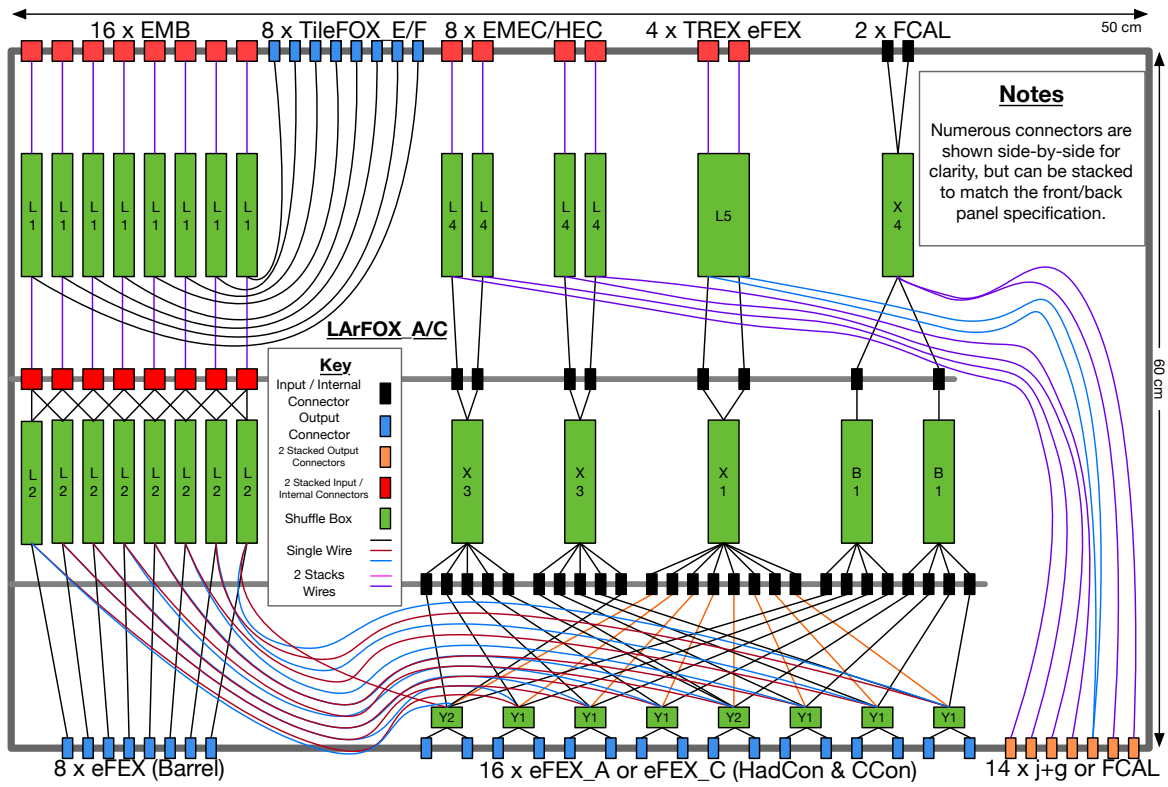 16 x EMB
8 x TileFOX_E/F
8 x EMEC/HEC
4 x TREX eFEX
2 x FCAL
50 cm
Notes
Numerous connectors are
shown side-by-side for
clarity, but can be stacked
to match the front/back
panel specification.
L
1
L
1
L
1
L
1
L
1
L
1
L
1
L
1
L
4
L
4
L
4
L
4
L5
X
4
LArFOX_A/C
60 cm
Key
Input / Internal
Connector
Output
Connector
2 Stacked Output
Connectors
2 Stacked Input /
Internal Connectors
Shuffle Box
Single Wire
2 Stacks
Wires
L
2
L
2
L
2
L
2
L
2
L
2
L
2
L
2
X
3
X
3
X
1
B
1
B
1
Y2
Y1
Y1
Y1
Y2
Y1
Y1
Y1
8 x eFEX (Barrel)
16 x eFEX_A or eFEX_C (HadCon & CCon)
14 x j+g or FCAL